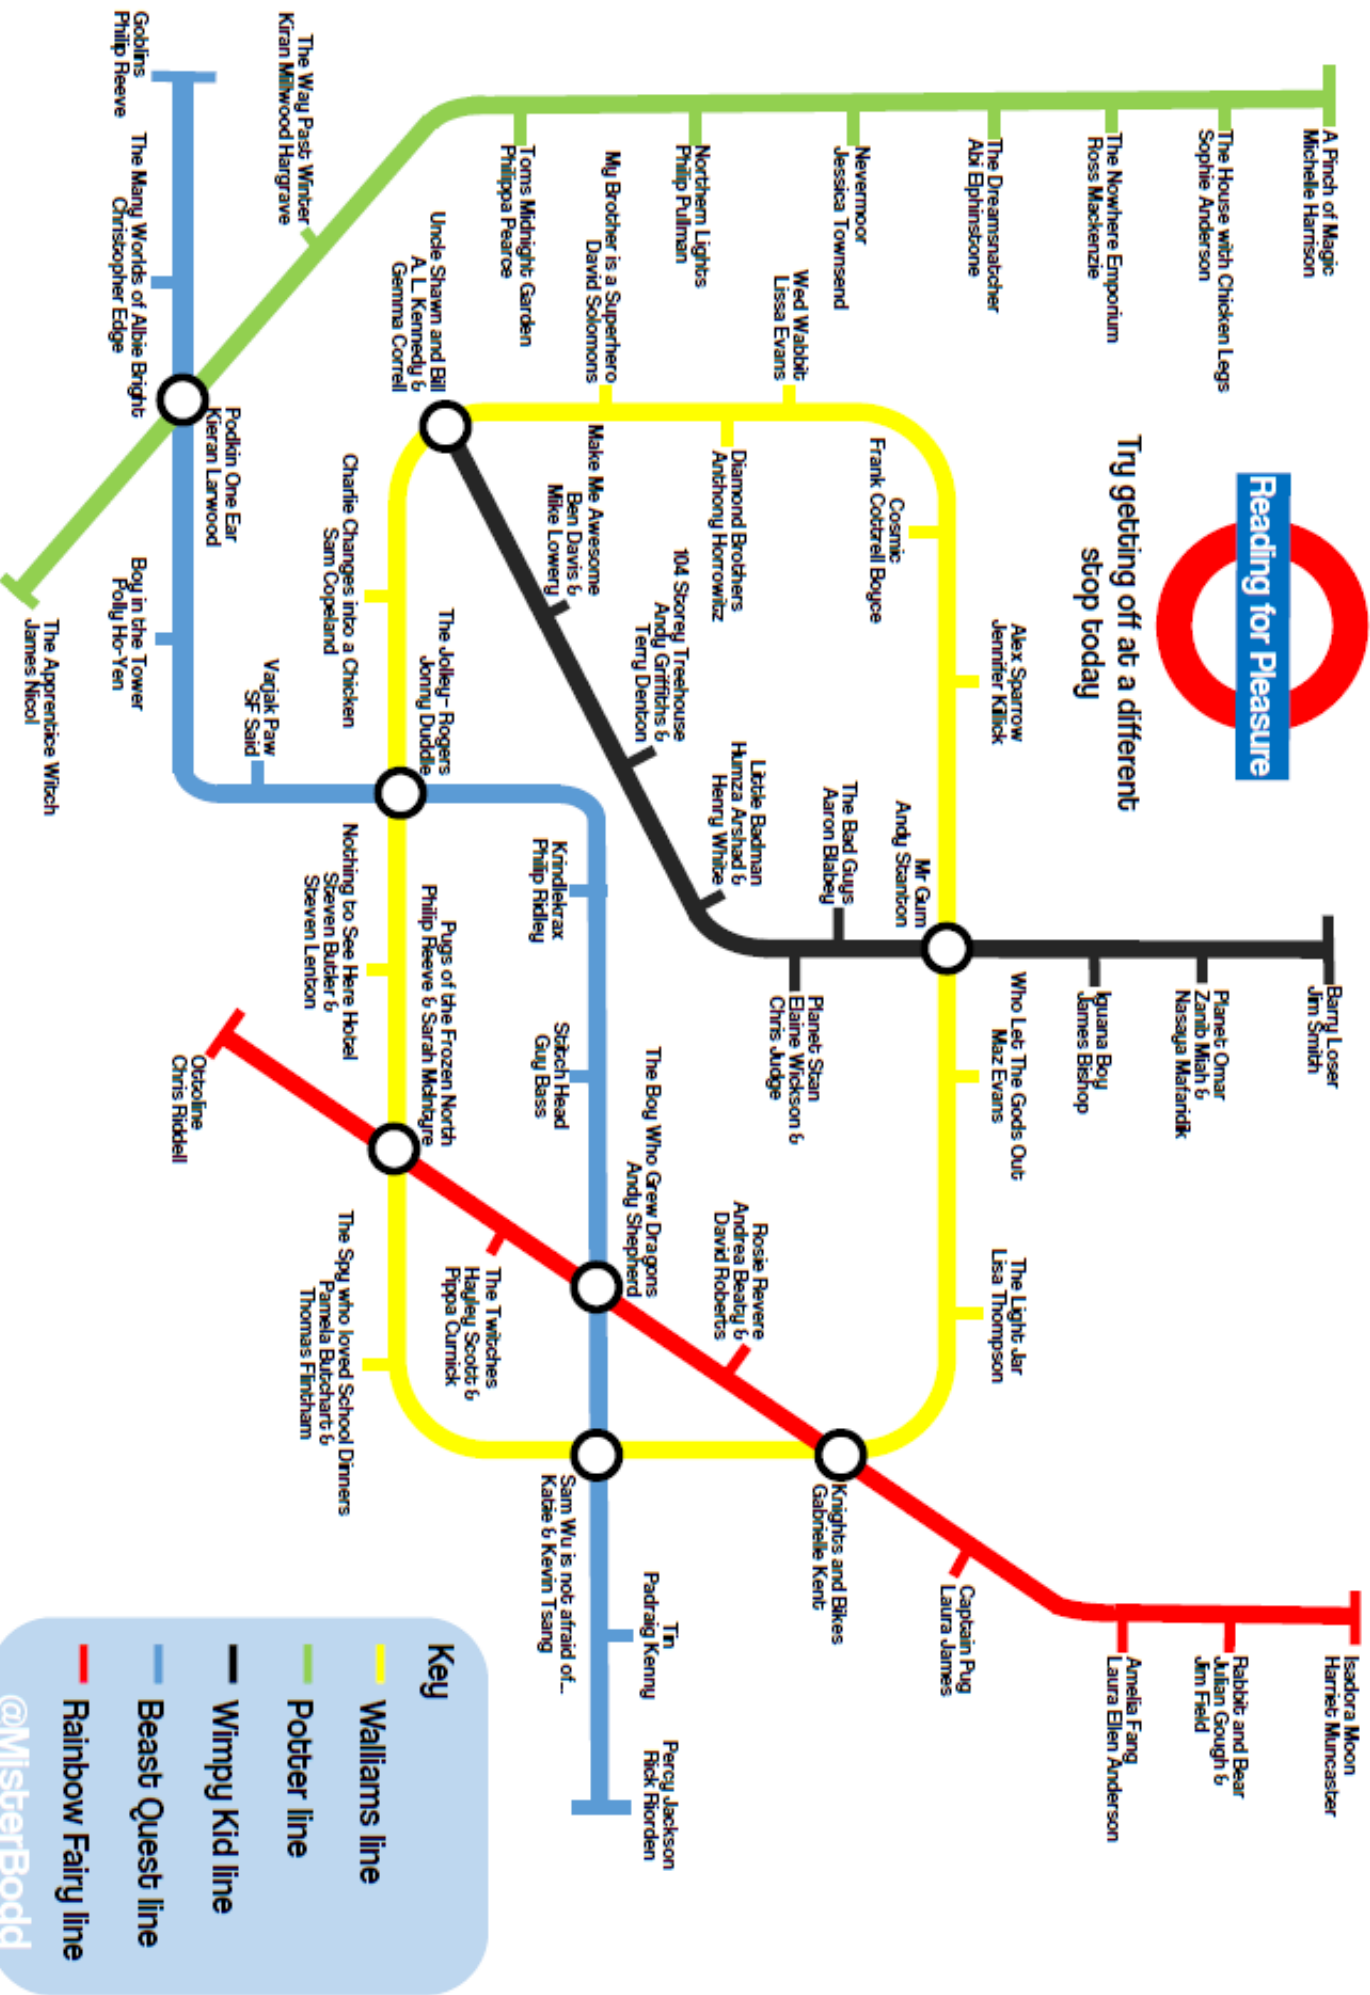 Reading for Pleasure
Try getting off at a different
stop today
A Pinch of Magic
Michelle Harrison
The House with Chicken Legs
Sophie Anderson
The Nowhere Emporium
Ross Mackenzie
The Dreamsnatcher
Abi Elphinstone
Nevermoor
Jessica Townsend
Northern Lights
Phillip Pullman
Toms Midnight Garden
Phillippa Pearce
The Way Past Winter
Kiran Millwood Hargrave
Podkin One Ear
Kieran Larwood
The Apprentice Witch
James Nicol
Goblins
Philip Reeve
The Many Worlds of Albie Bright
Christopher Edge
Boy in the Tower
Polly Ho-Yen
Varjak Paw
SF Said
The Jolley- Rogers
Jonny Duddle
Krindlekrax
Philip Ridley
Stitch Head
Guy Bass
The Boy Who Grew Dragons
Andy Shepherd
Sam Wu is not afraid of...
Katie & Kevin Tsang
Tin
Padraig Kenny
Percy Jackson
Rick Riorden
Wed Wabbit
Lissa Evans
My Brother is a Superhero
David Solomons
Diamond Brothers
Anthony Horrowitz
Cosmic
Frank Cottrell Boyce
Alex Sparrow
Jennifer Killick
Mr Gum
Andy Stanton
Who Let The Gods Out
Maz Evans
The Light Jar
Lisa Thompson
Knights and Bikes
Gabrielle Kent
Uncle Shawn and Bill
A. L. Kennedy &
Gemma Correll
Charlie Changes into a Chicken
Sam Copeland
Nothing to See Here Hotel
Steven Butler &
Steven Lenton
Pugs of the Frozen North
Philip Reeve & Sarah McIntyre
The Spy who loved School Dinners
Pamela Butchart &
Thomas Flintham
Make Me Awesome
Ben Davis &
Mike Lowery
104 Storey Treehouse
Andy Griffiths &
Terry Denton
Little Badman
Humza Arshad &
Henry White
The Bad Guys
Aaron Blabey
Planet Stan
Elaine Wickson &
Chris Judge
Iguana Boy
James Bishop
Planet Omar
Zanib Miah &
Nasaya Mafaridik
Barry Loser
Jim Smith
Ottoline
Chris Riddell
The Twitches
Hayley Scott &
Pippa Curnick
Rosie Revere
Andrea Beaty &
David Roberts
Captain Pug
Laura James
Amelia Fang
Laura Ellen Anderson
Rabbit and Bear
Julian Gough &
Jim Field
Isadora Moon
Harriet Muncaster
Key
Walliams line
Potter line
Wimpy Kid line
Beast Quest line
Rainbow Fairy line
@MisterBodd